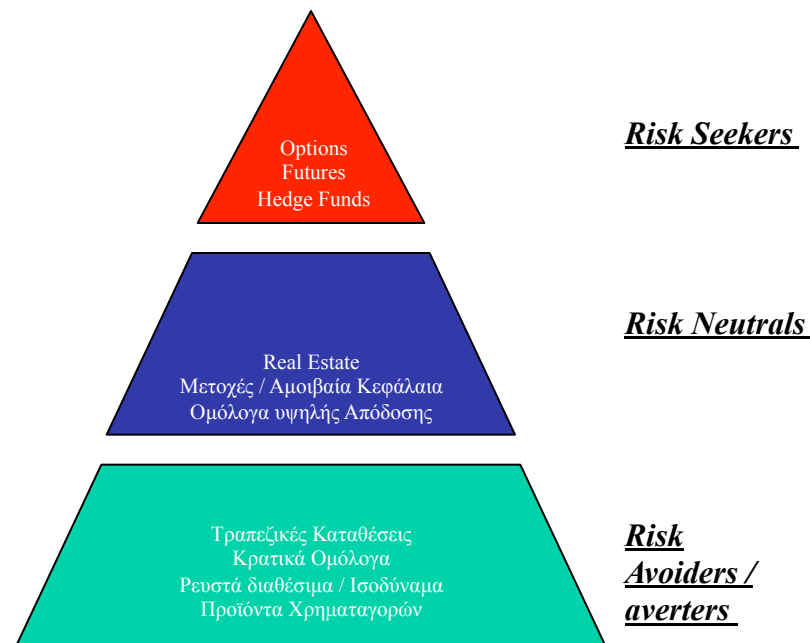 Options
Futures
Hedge Funds
Risk Seekers
Real Estate
Μετοχές / Αμοιβαία Κεφάλαια
Ομόλογα υψηλής Απόδοσης
Risk Neutrals
Τραπεζικές Καταθέσεις
Κρατικά Ομόλογα
Ρευστά διαθέσιμα / Ισοδύναμα
Προϊόντα Χρηματαγορών
Risk
Avoiders /
averters